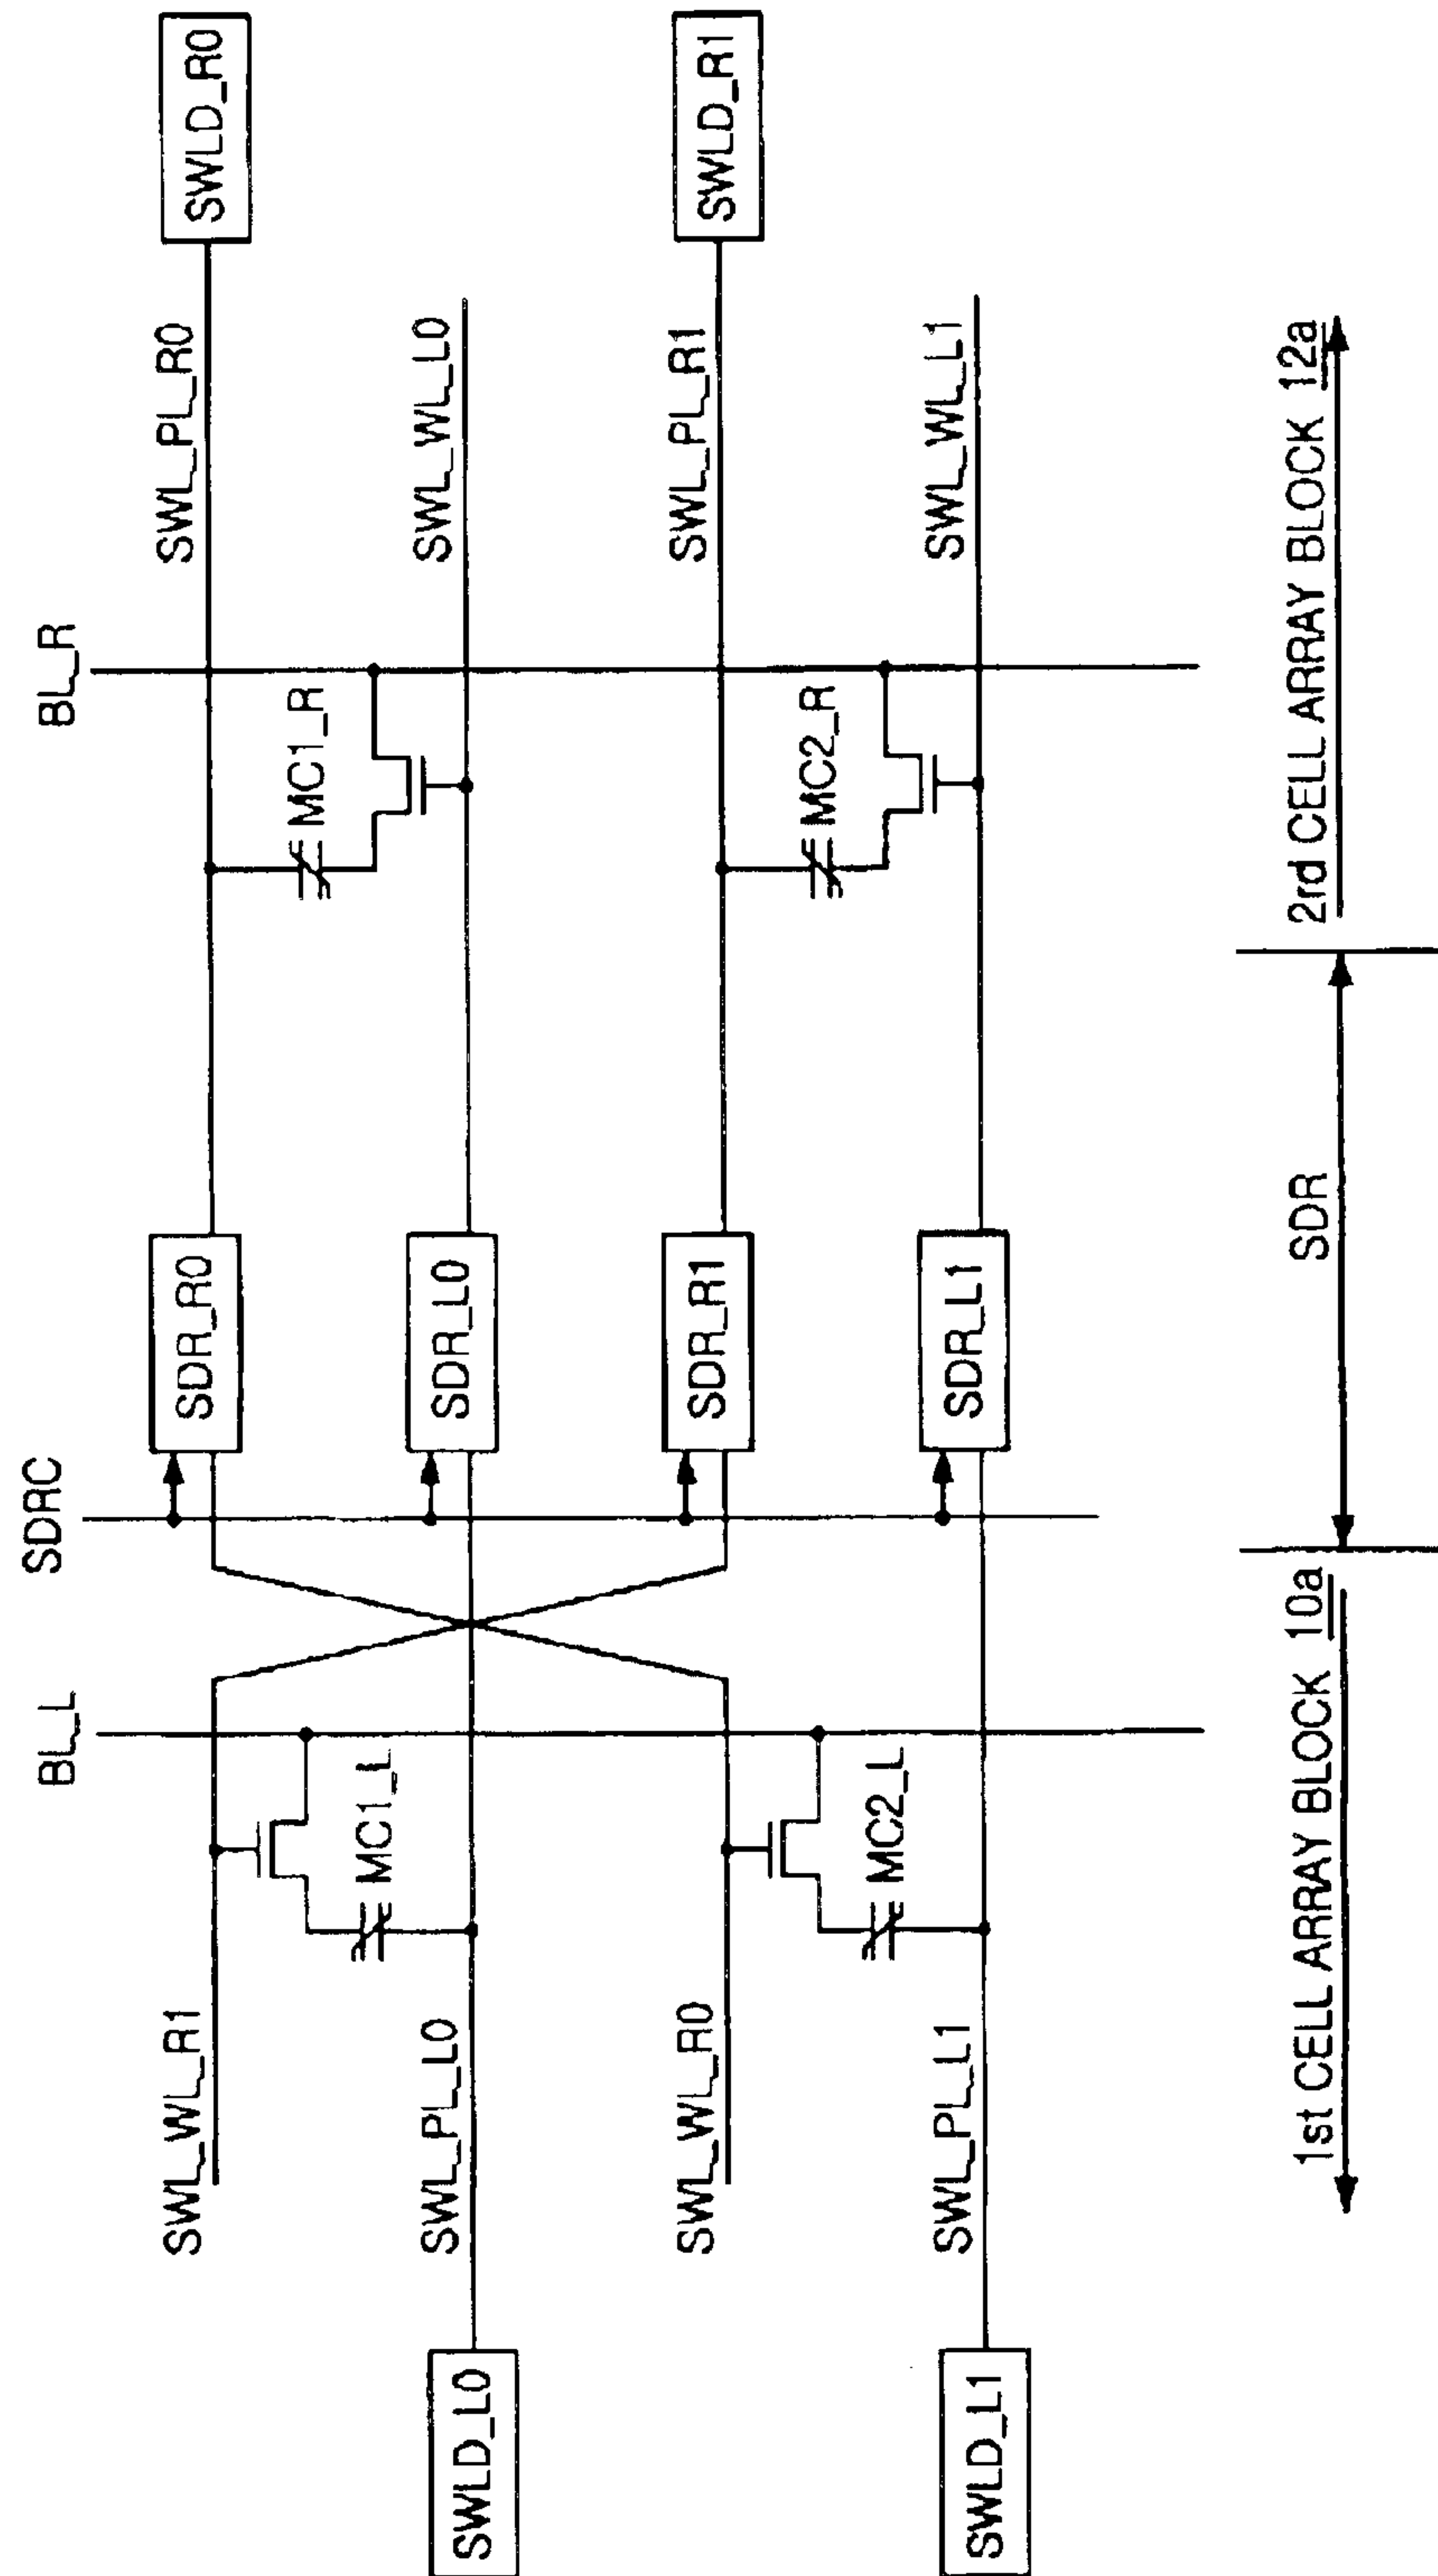 BL_L
SDRC
BL_R
SWL_WL_R1
SDR_R0
SWL_PL_R0
SWLD_R0
MC1_L
MC1_R
SWLD_L0
SWL_PL_L0
SDR_L0
SWL_WL_L0
SWL_WL_R0
SDR_R1
SWL_PL_R1
SWLD_R1
MC2_L
MC2_R
SWLD_L1
SWL_PL_L1
SDR_L1
SWL_WL_L1
1st CELL ARRAY BLOCK 10a
SDR
2rd CELL ARRAY BLOCK 12a